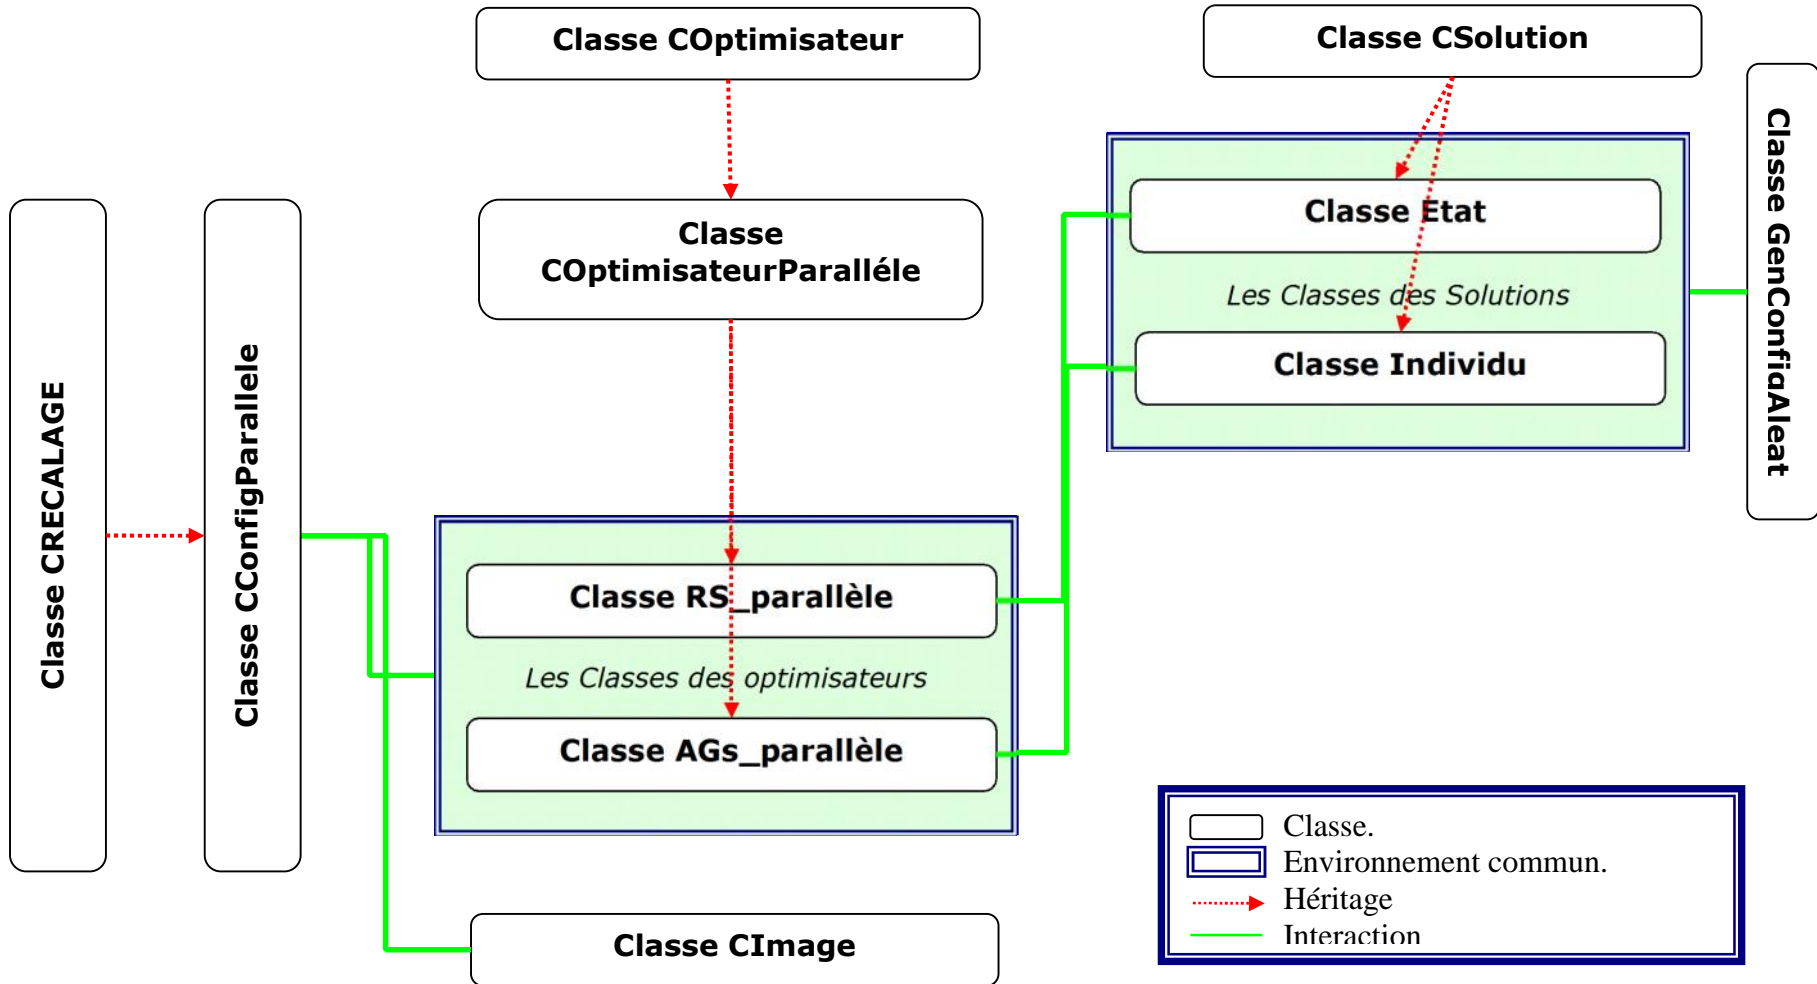 Classe COptimisateur
Classe CSolution
Classe GenConfigAleat
Classe
COptimisateurParalléle
Classe Etat
Les Classes des Solutions
Classe Individu
Classe CRECALAGE
Classe CConfigParallele
Classe RS_parallèle
Les Classes des optimisateurs
Classe AGs_parallèle
Classe CImage
Classe.
Environnement commun.
Héritage
Interaction